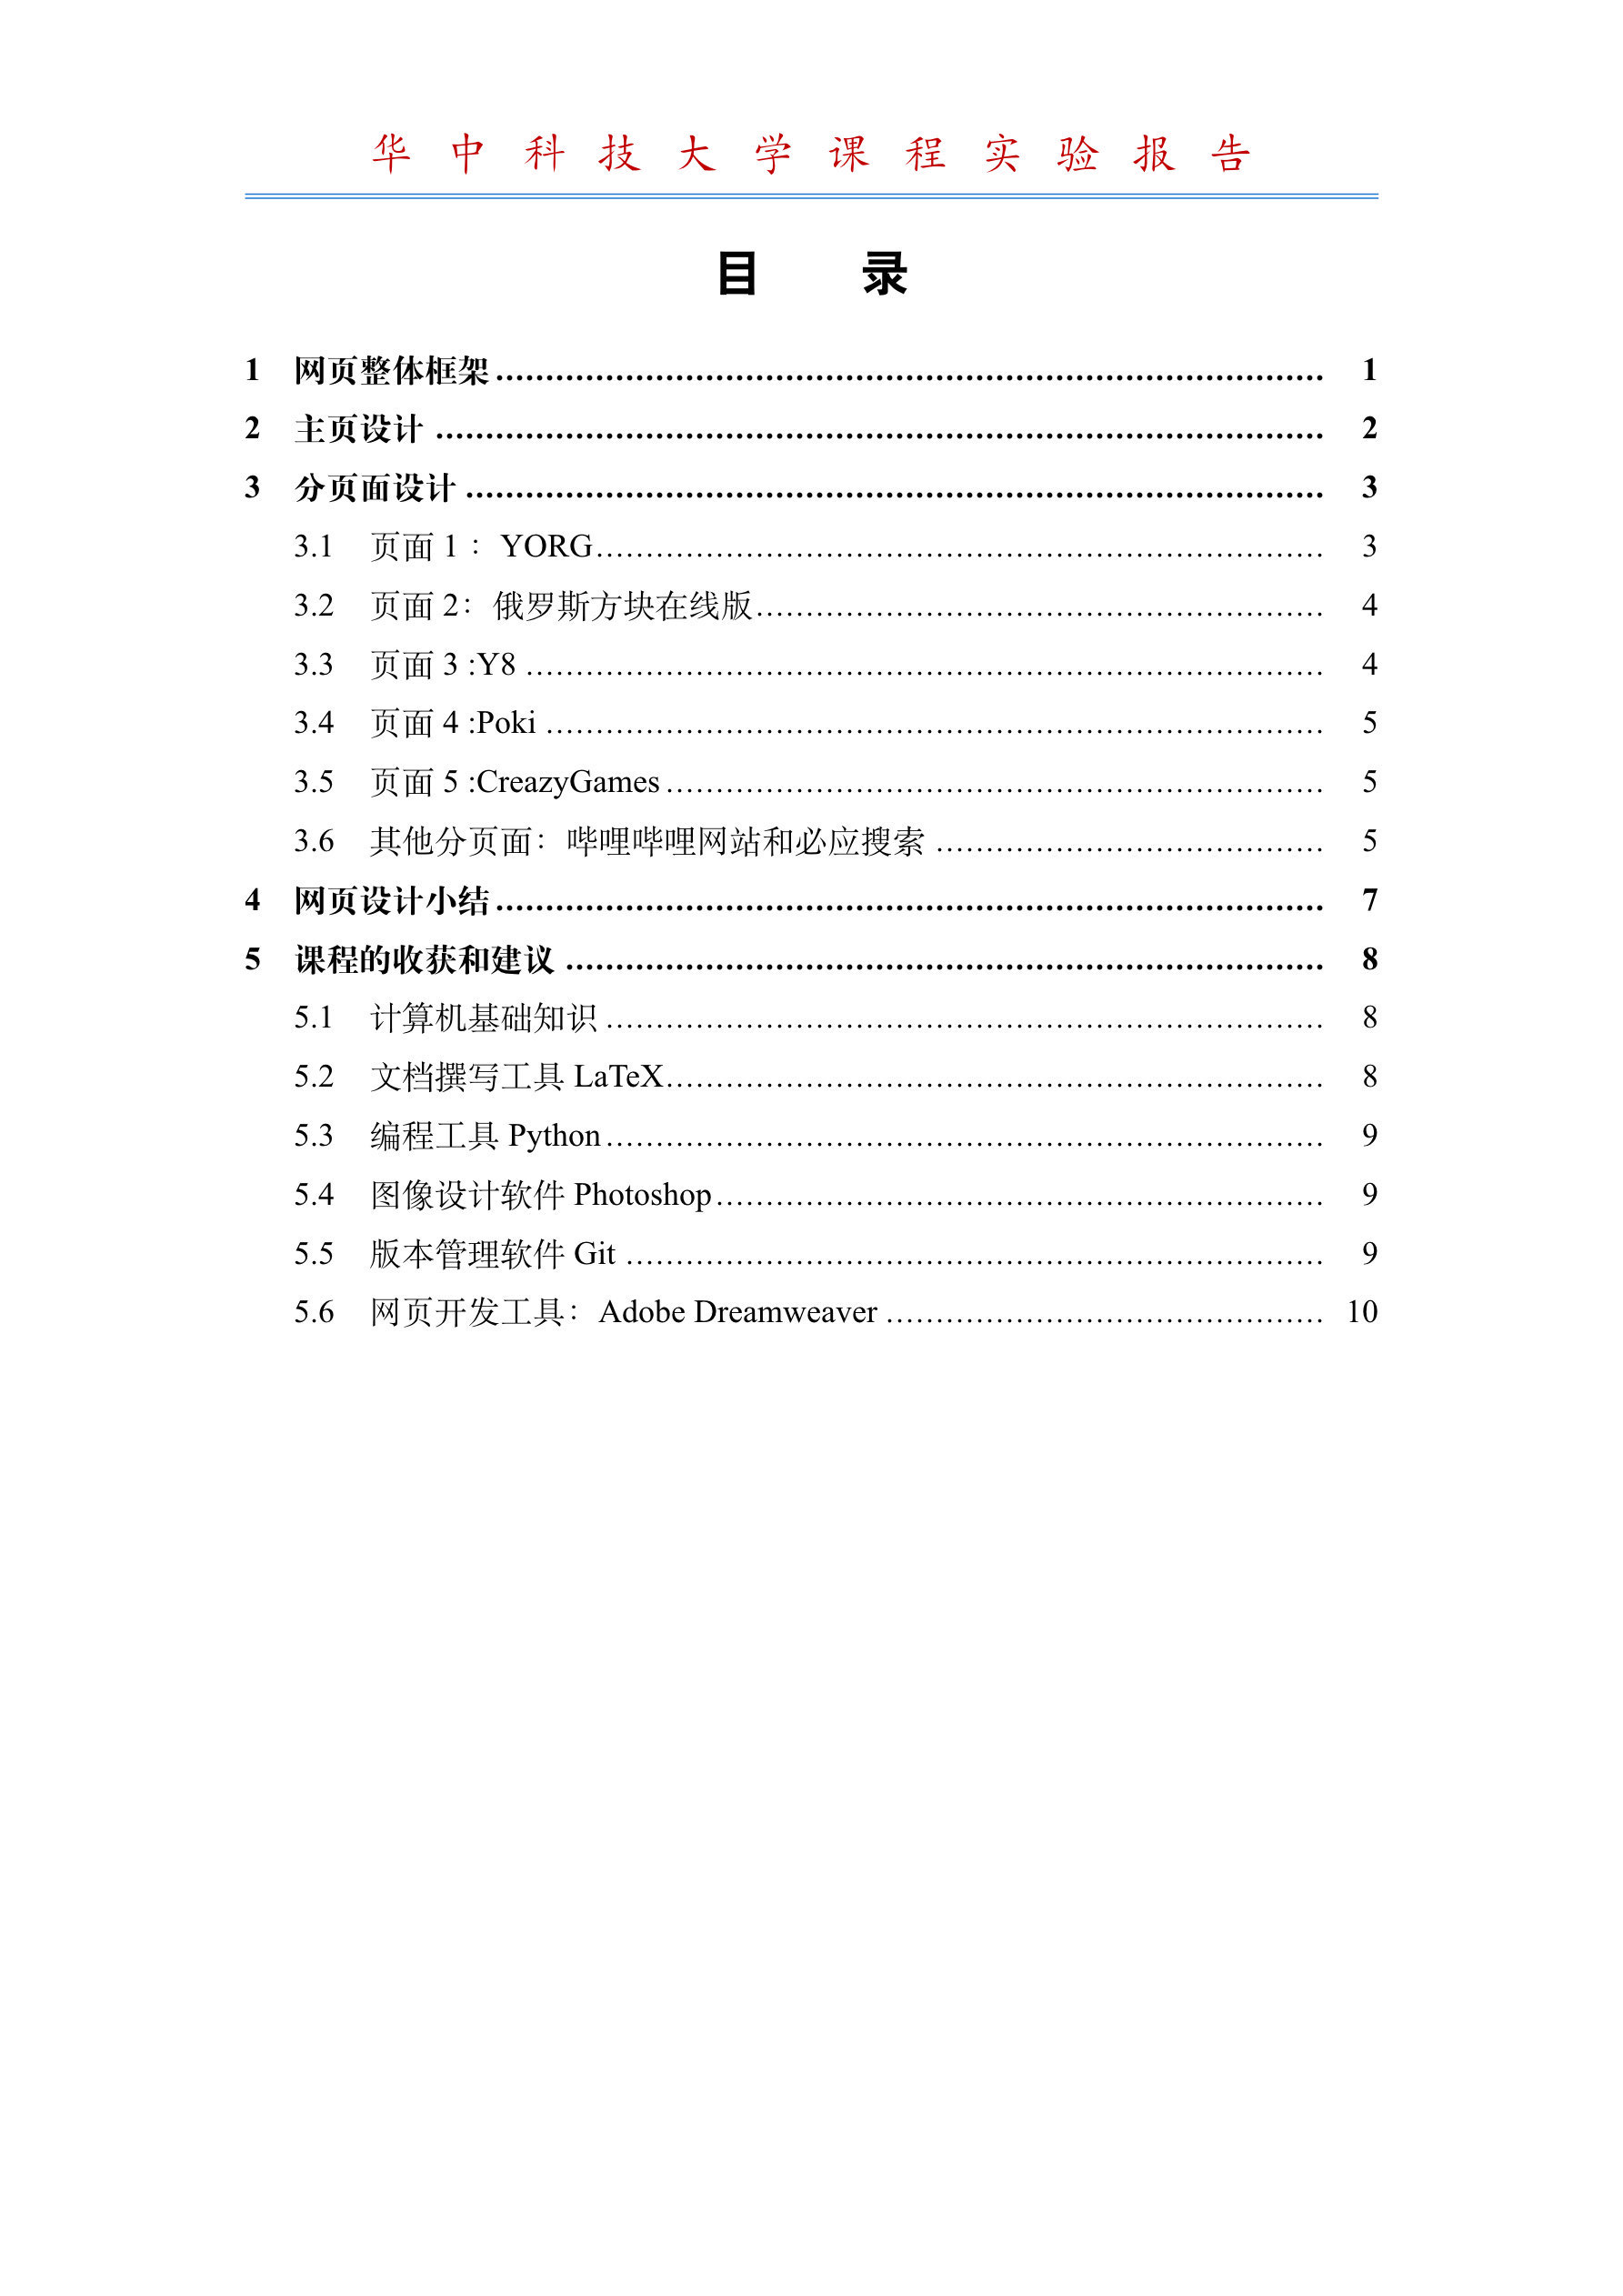 华中科技大学课程实验报告
目 录
1 网页整体框架 1
2 主页设计 2
3 分页面设计 3
3.1 页面 1 : YORG 3
3.2 页面 2：俄罗斯方块在线版 4
3.3 页面 3 :Y8 4
3.4 页面 4 :Poki 5
3.5 页面 5 :CreazyGames 5
3.6 其他分页面：哔哩哔哩网站和必应搜索 5
4 网页设计小结 7
5 课程的收获和建议 8
5.1 计算机基础知识 8
5.2 文档撰写工具 LaTeX 8
5.3 编程工具 Python 9
5.4 图像设计软件 Photoshop 9
5.5 版本管理软件 Git 9
5.6 网页开发工具：Adobe Dreamweaver 10